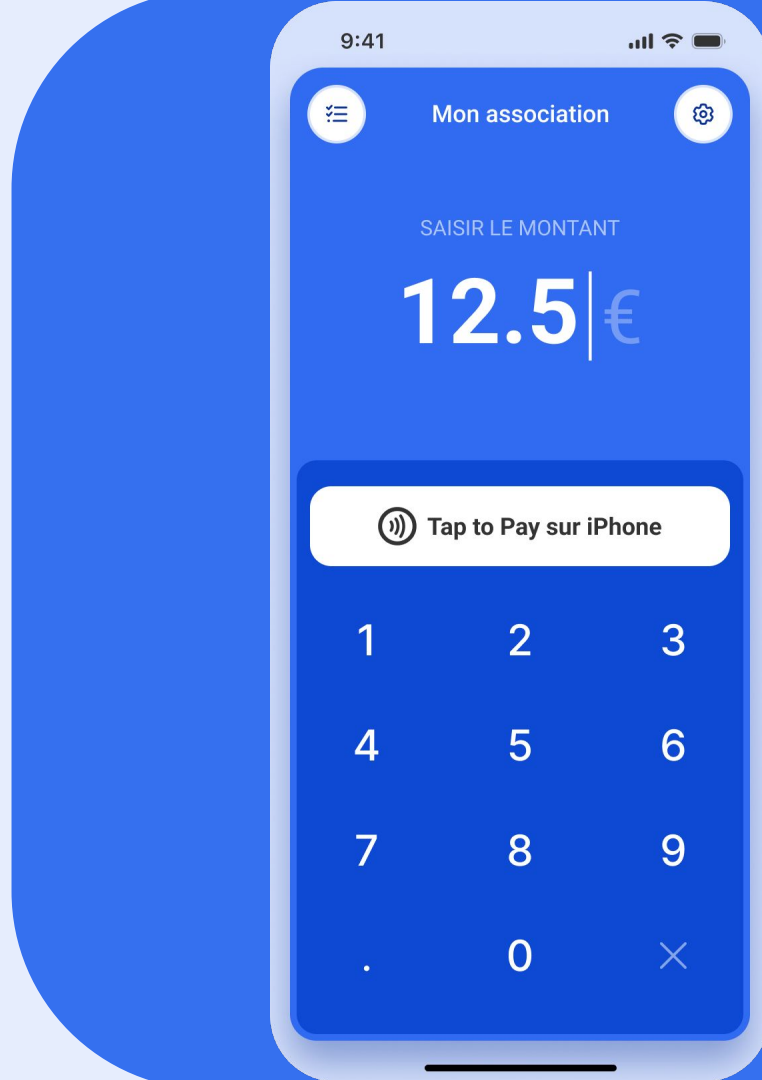 9:41
Mon association
SAISIR LE MONTANT
12.5 €
Tap to Pay sur iPhone
1 2 3
4 5 6
7 8 9
. 0